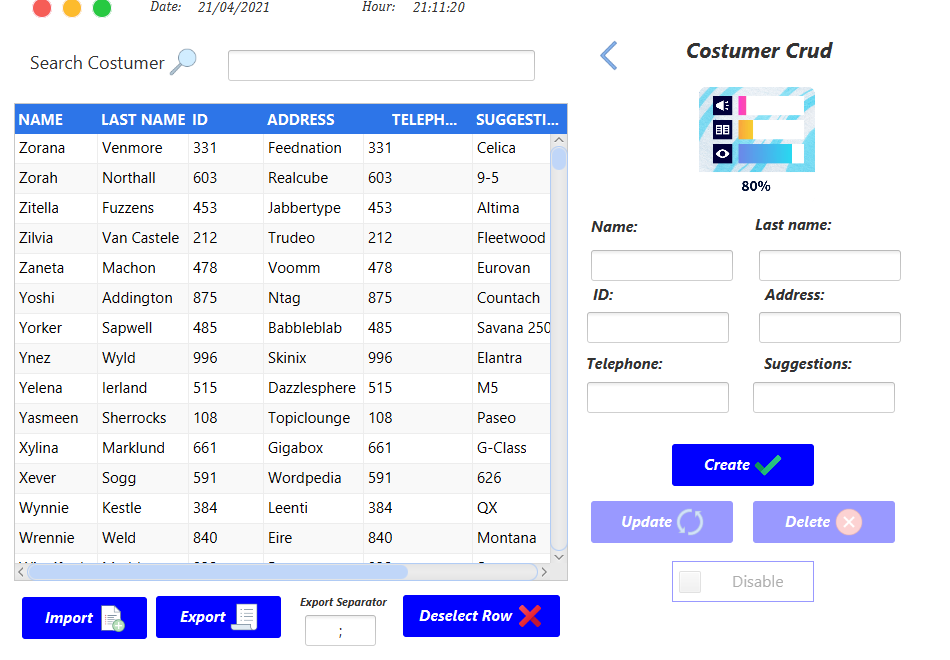 Date: 21/04/2021 Hour: 21:11:20
Search Costumer
Costumer Crud
80%
NAME LAST NAME ID ADDRESS TELEPH... SUGGESTI...
Zorana Venmore 331 Feednation 331 Celica
Zorah Northall 603 Realcube 603 9-5
Zitella Fuzzens 453 Jabbertype 453 Altima
Zilvia Van Castele 212 Trudeo 212 Fleetwood
Zaneta Machon 478 Voomm 478 Eurovan
Yoshi Addington 875 Ntag 875 Countach
Yorker Sapwell 485 Babbleblab 485 Savana 250
Ynez Wyld 996 Skinix 996 Elantra
Yelena Ierland 515 Dazzlesphere 515 M5
Yasmeen Sherrocks 108 Topiclounge 108 Paseo
Xylina Marklund 661 Gigabox 661 G-Class
Xever Sogg 591 Wordpedia 591 626
Wynnie Kestle 384 Leenti 384 QX
Wrennie Weld 840 Eire 840 Montana
Name: Last name:
ID: Address:
Telephone: Suggestions:
Create
Update Delete
Disable
Import Export Export Separator ; Deselect Row